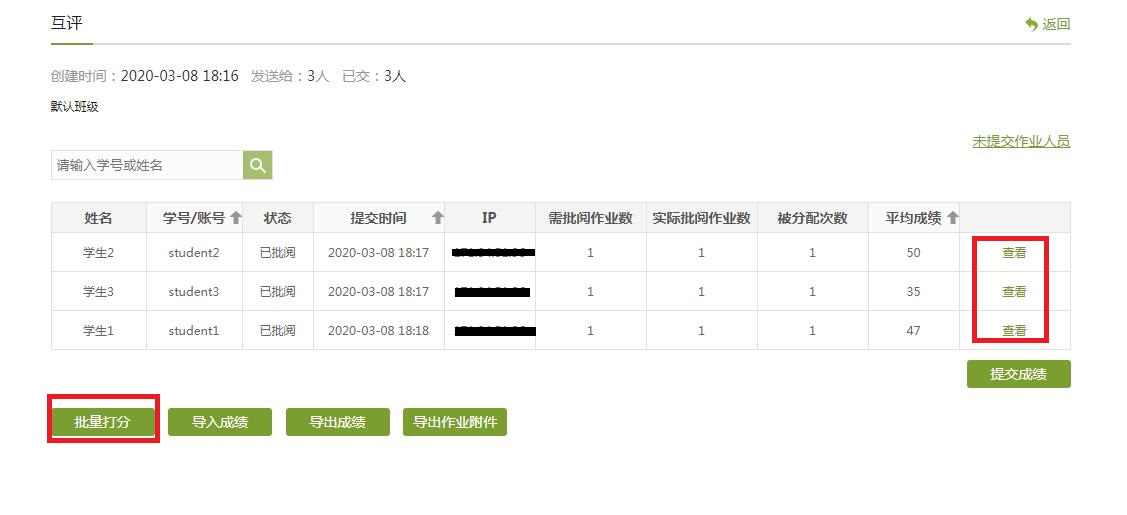 互评
返回
创建时间：2020-03-08 18:16 发送给：3人 已交：3人
默认班级
未提交作业人员
请输入学号或姓名
姓名 学号/账号 状态 提交时间 IP 需批阅作业数 实际批阅作业数 被分配次数 平均成绩
学生2 student2 已批阅 2020-03-08 18:17 1 1 1 50 查看
学生3 student3 已批阅 2020-03-08 18:17 1 1 1 35 查看
学生1 student1 已批阅 2020-03-08 18:18 1 1 1 47 查看
提交成绩
批量打分 导入成绩 导出成绩 导出作业附件